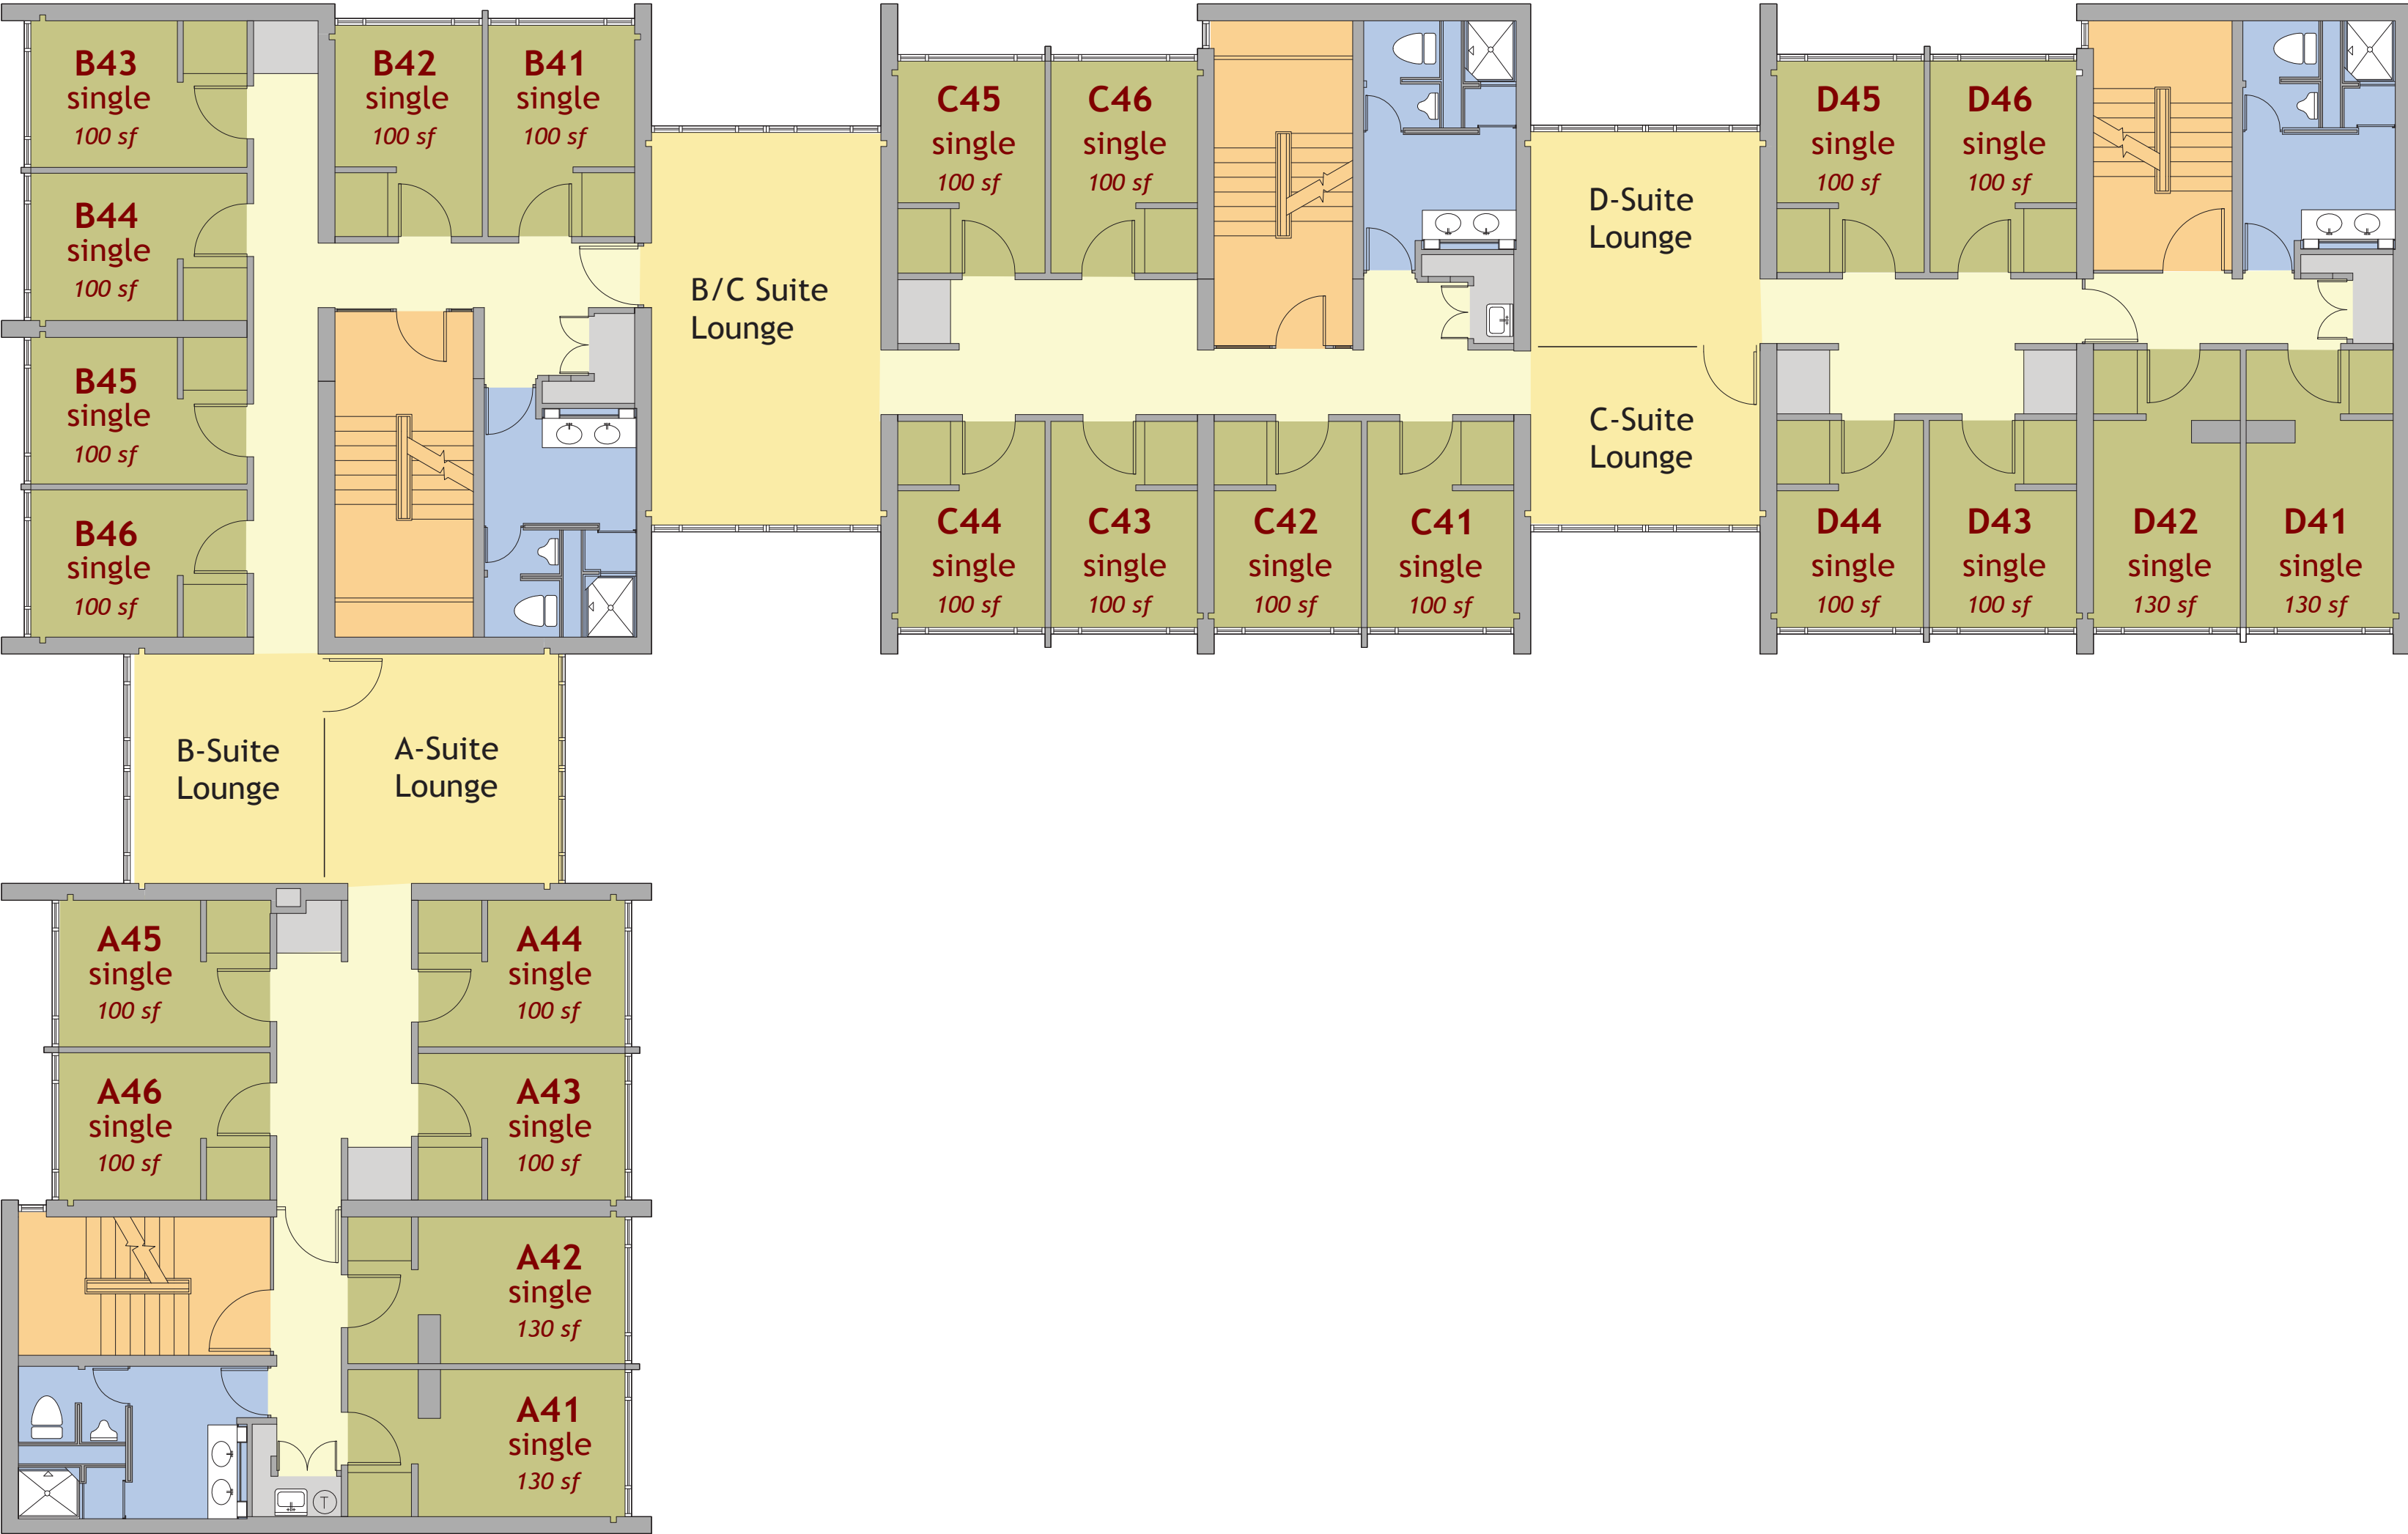 B43
single
100 sf
B42
single
100 sf
B41
single
100 sf
C45
single
100 sf
C46
single
100 sf
D45
single
100 sf
D46
single
100 sf
B44
single
100 sf
D-Suite
Lounge
B/C Suite
Lounge
B45
single
100 sf
C-Suite
Lounge
B46
single
100 sf
C44
single
100 sf
C43
single
100 sf
C42
single
100 sf
C41
single
100 sf
D44
single
100 sf
D43
single
100 sf
D42
single
130 sf
D41
single
130 sf
B-Suite
Lounge
A-Suite
Lounge
A45
single
100 sf
A44
single
100 sf
A46
single
100 sf
A43
single
100 sf
A42
single
130 sf
A41
single
130 sf
T